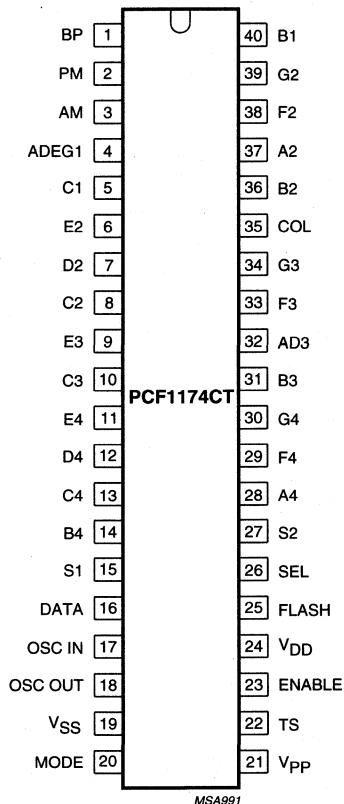 BP 1 40 B1
PM 2 39 G2
AM 3 38 F2
ADEG1 4 37 A2
C1 5 36 B2
E2 6 35 COL
D2 7 34 G3
C2 8 33 F3
E3 9 32 AD3
C3 10 31 B3
PCF1174CT
E4 11 30 G4
D4 12 29 F4
C4 13 28 A4
B4 14 27 S2
S1 15 26 SEL
DATA 16 25 FLASH
OSC IN 17 24 VDD
OSC OUT 18 23 ENABLE
VSS 19 22 TS
MODE 20 21 VPP
MSA991